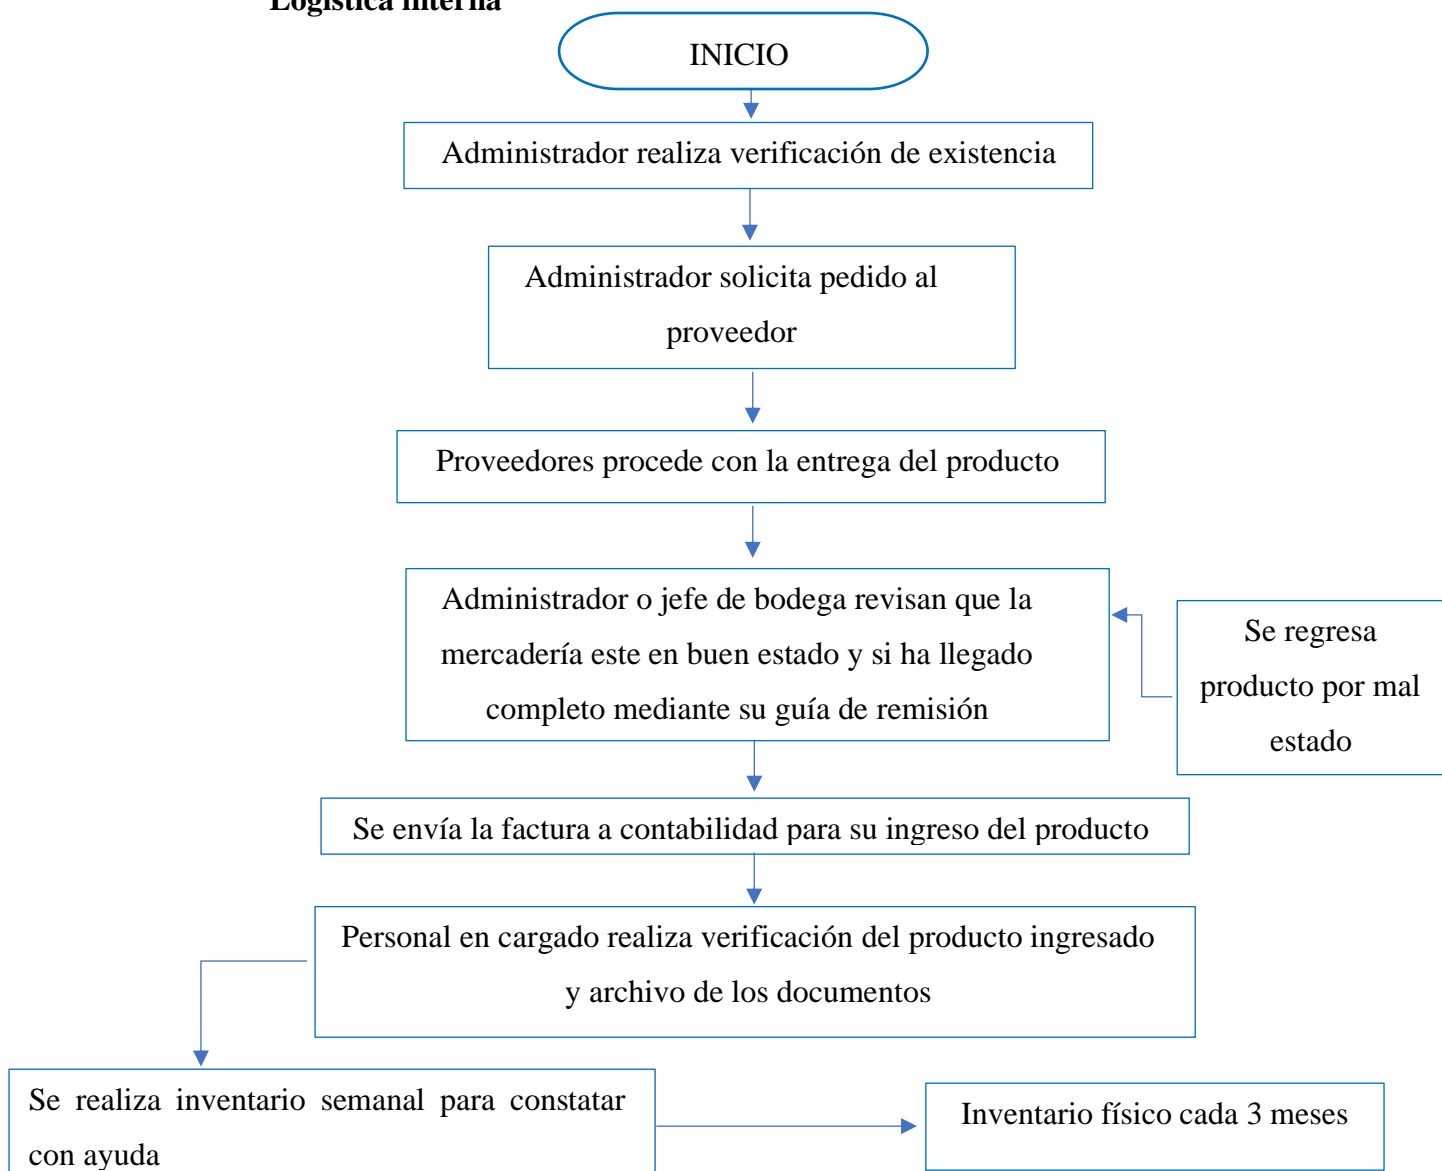 Logística interna
INICIO
Administrador realiza verificación de existencia
Administrador solicita pedido al
proveedor
Proveedores procede con la entrega del producto
Administrador o jefe de bodega revisan que la
mercadería este en buen estado y si ha llegado
completo mediante su guía de remisión
Se regresa
producto por mal
estado
Se envía la factura a contabilidad para su ingreso del producto
Personal en cargado realiza verificación del producto ingresado
y archivo de los documentos
Se realiza inventario semanal para constatar
con ayuda
Inventario físico cada 3 meses